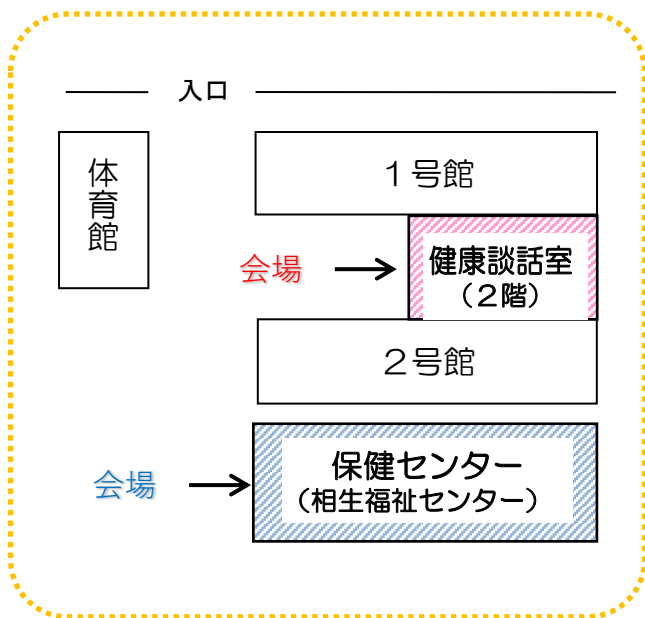 入口
体育館
１号館
会場
健康談話室
（２階）
２号館
会場
保健センター
（相生福祉センター）